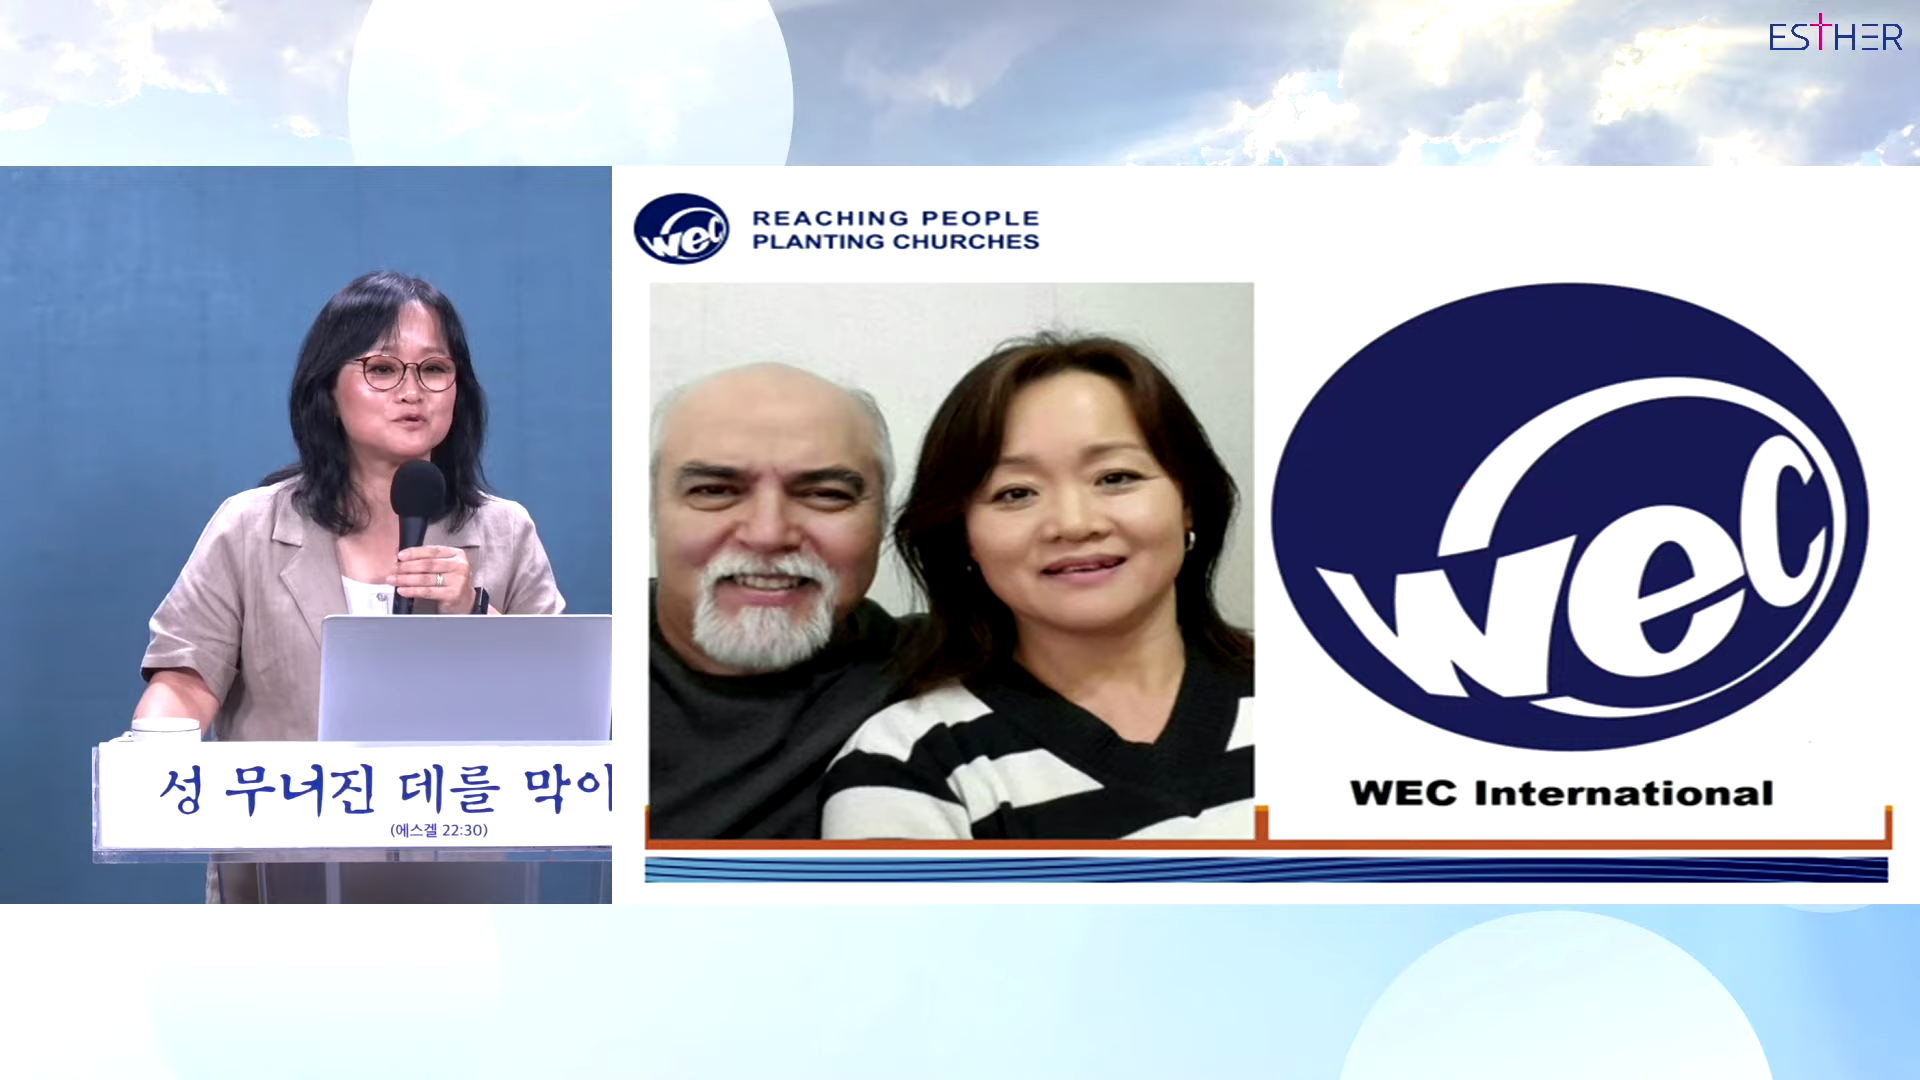 ESTHER
wec
REACHING PEOPLE
PLANTING CHURCHES
wec
WEC International
성 무너진 데를 막아
(에스겔 22:30)